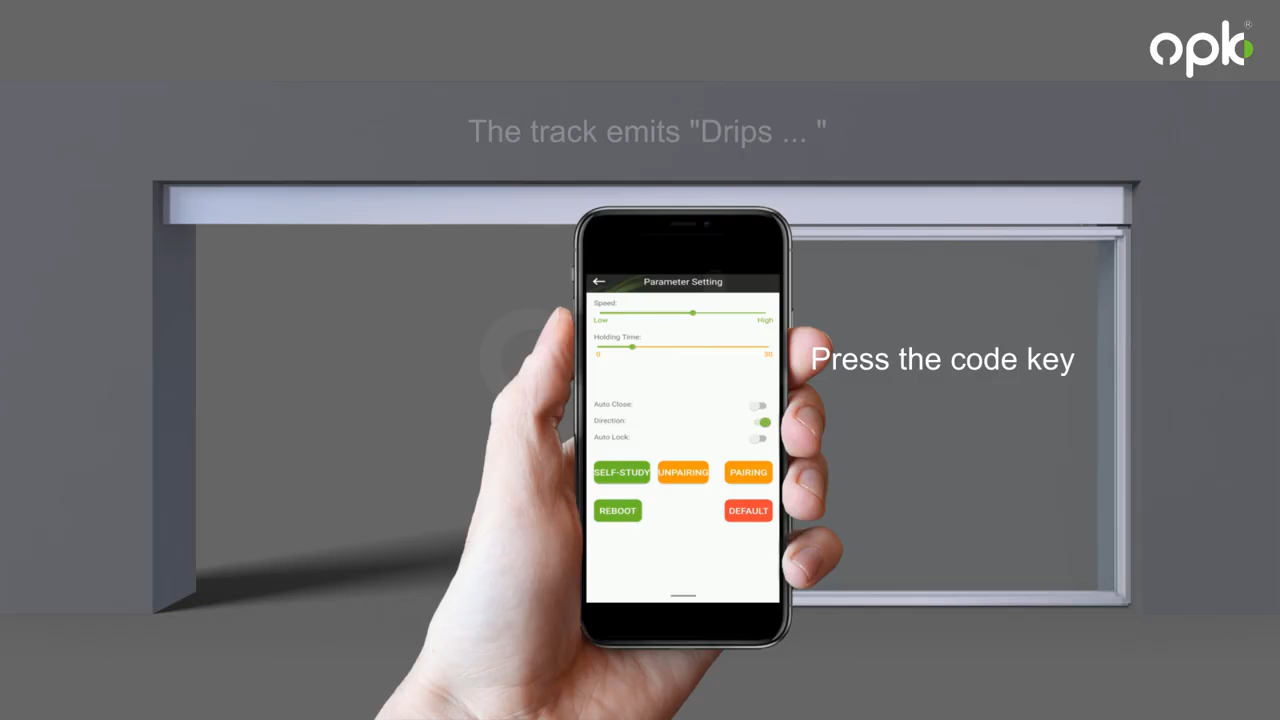 opk®
The track emits "Drips ... "
Parameter Setting
Speed:
Low High
Holding Time:
0 30
Press the code key
Auto Close:
Direction:
Auto Lock:
SELF-STUDY UNPAIRING PAIRING
REBOOT DEFAULT